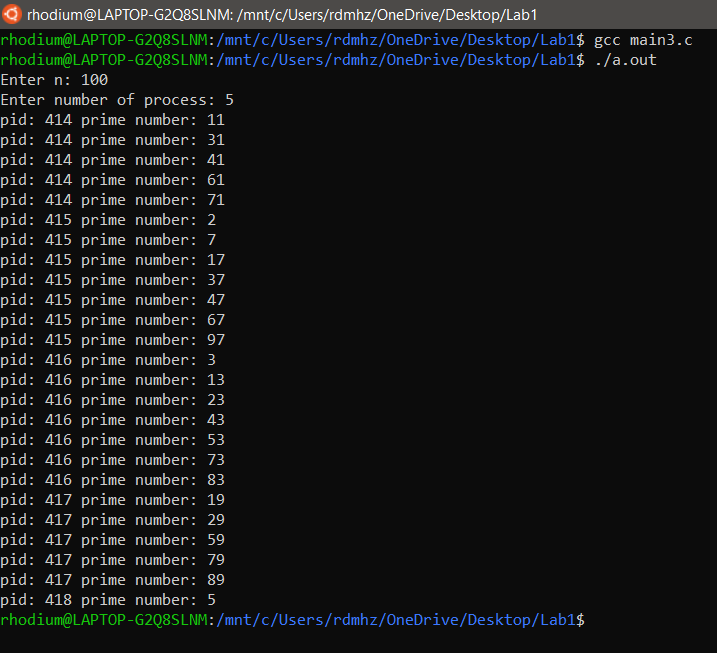 rhodium@LAPTOP-G2Q8SLNM: /mnt/c/Users/rdmhz/OneDrive/Desktop/Lab1
rhodium@LAPTOP-G2Q8SLNM:/mnt/c/Users/rdmhz/OneDrive/Desktop/Lab1$ gcc main3.c
rhodium@LAPTOP-G2Q8SLNM:/mnt/c/Users/rdmhz/OneDrive/Desktop/Lab1$ ./a.out
Enter n: 100
Enter number of process: 5
pid: 414 prime number: 11
pid: 414 prime number: 31
pid: 414 prime number: 41
pid: 414 prime number: 61
pid: 414 prime number: 71
pid: 415 prime number: 2
pid: 415 prime number: 7
pid: 415 prime number: 17
pid: 415 prime number: 37
pid: 415 prime number: 47
pid: 415 prime number: 67
pid: 415 prime number: 97
pid: 416 prime number: 3
pid: 416 prime number: 13
pid: 416 prime number: 23
pid: 416 prime number: 43
pid: 416 prime number: 53
pid: 416 prime number: 73
pid: 416 prime number: 83
pid: 417 prime number: 19
pid: 417 prime number: 29
pid: 417 prime number: 59
pid: 417 prime number: 79
pid: 417 prime number: 89
pid: 418 prime number: 5
rhodium@LAPTOP-G2Q8SLNM:/mnt/c/Users/rdmhz/OneDrive/Desktop/Lab1$